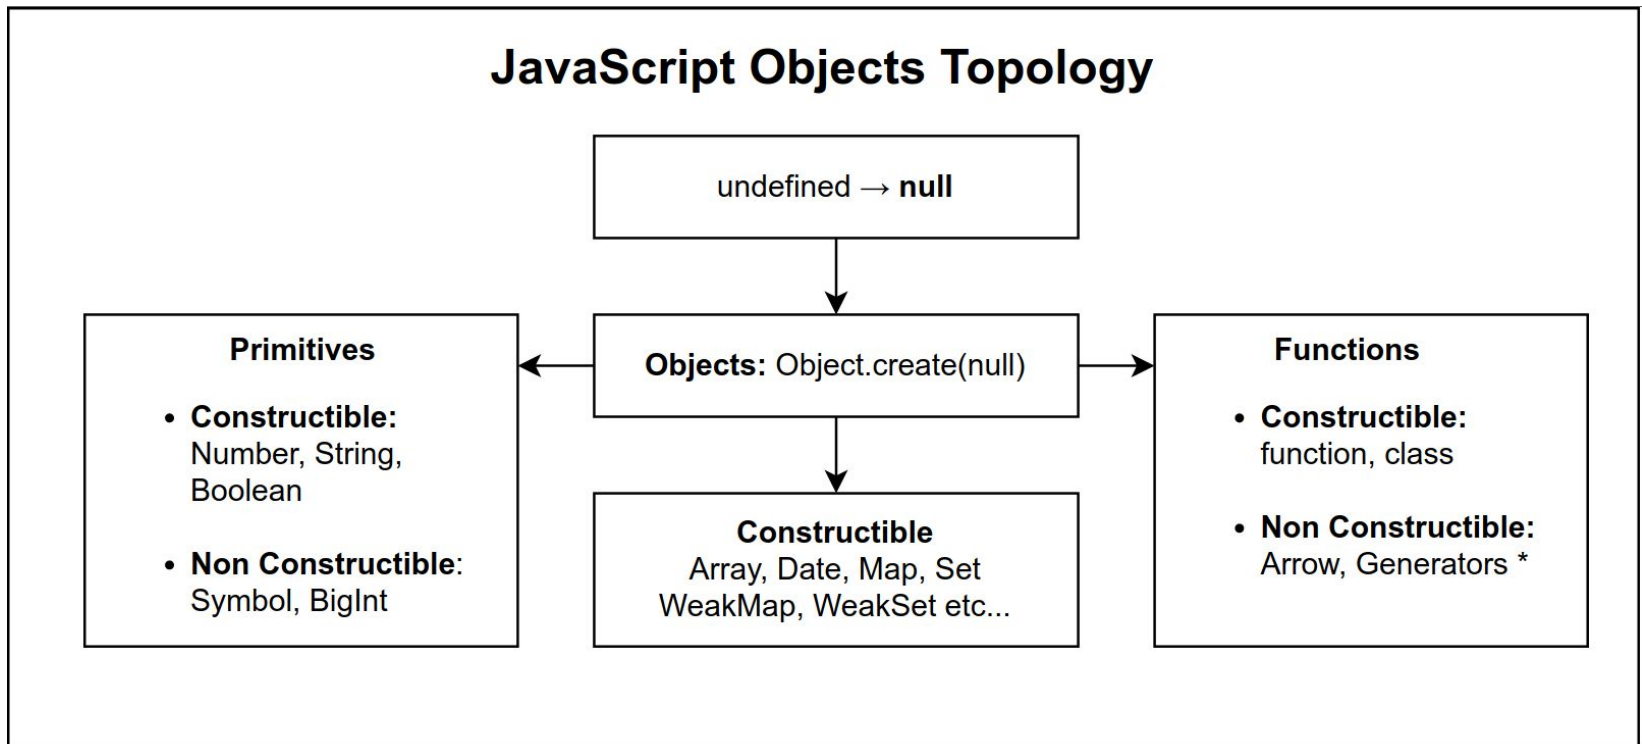 JavaScript Objects Topology
undefined → null
Primitives
• Constructible:
Number, String,
Boolean
• Non Constructible:
Symbol, BigInt
Objects: Object.create(null)
Constructible
Array, Date, Map, Set
WeakMap, WeakSet etc...
Functions
• Constructible:
function, class
• Non Constructible:
Arrow, Generators *